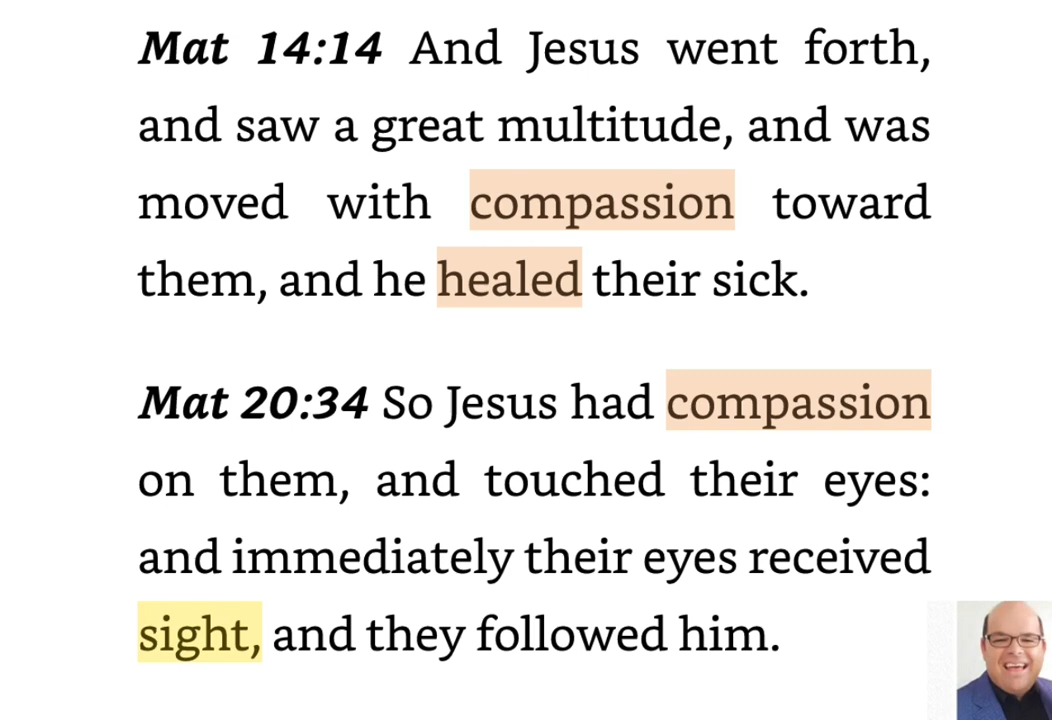 Mat 14:14 And Jesus went forth,
and saw a great multitude, and was
moved with compassion toward
them, and he healed their sick.
Mat 20:34 So Jesus had compassion
on them, and touched their eyes:
and immediately their eyes received
sight, and they followed him.